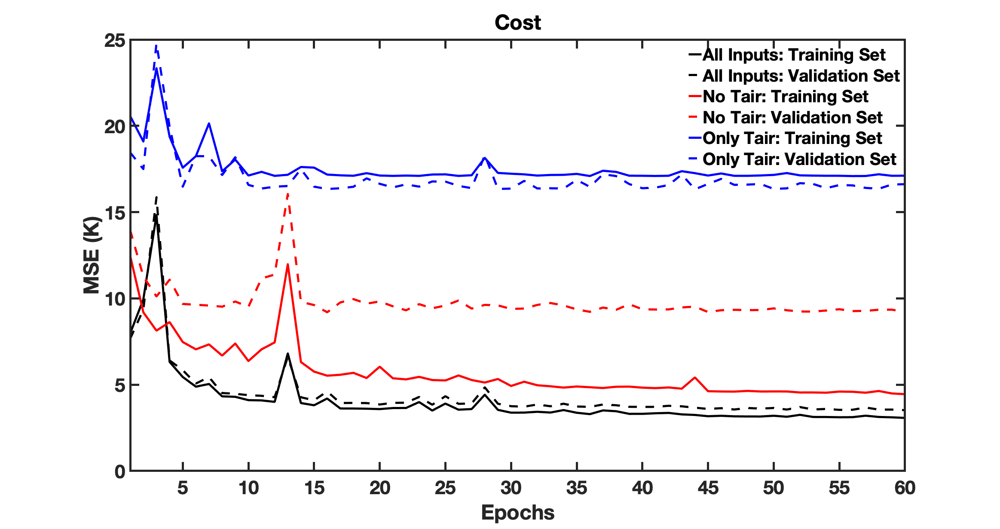 Cost
25
20
15
10
5
0
MSE (K)
All Inputs: Training Set
All Inputs: Validation Set
No Tair: Training Set
No Tair: Validation Set
Only Tair: Training Set
Only Tair: Validation Set
5 10 15 20 25 30 35 40 45 50 55 60
Epochs